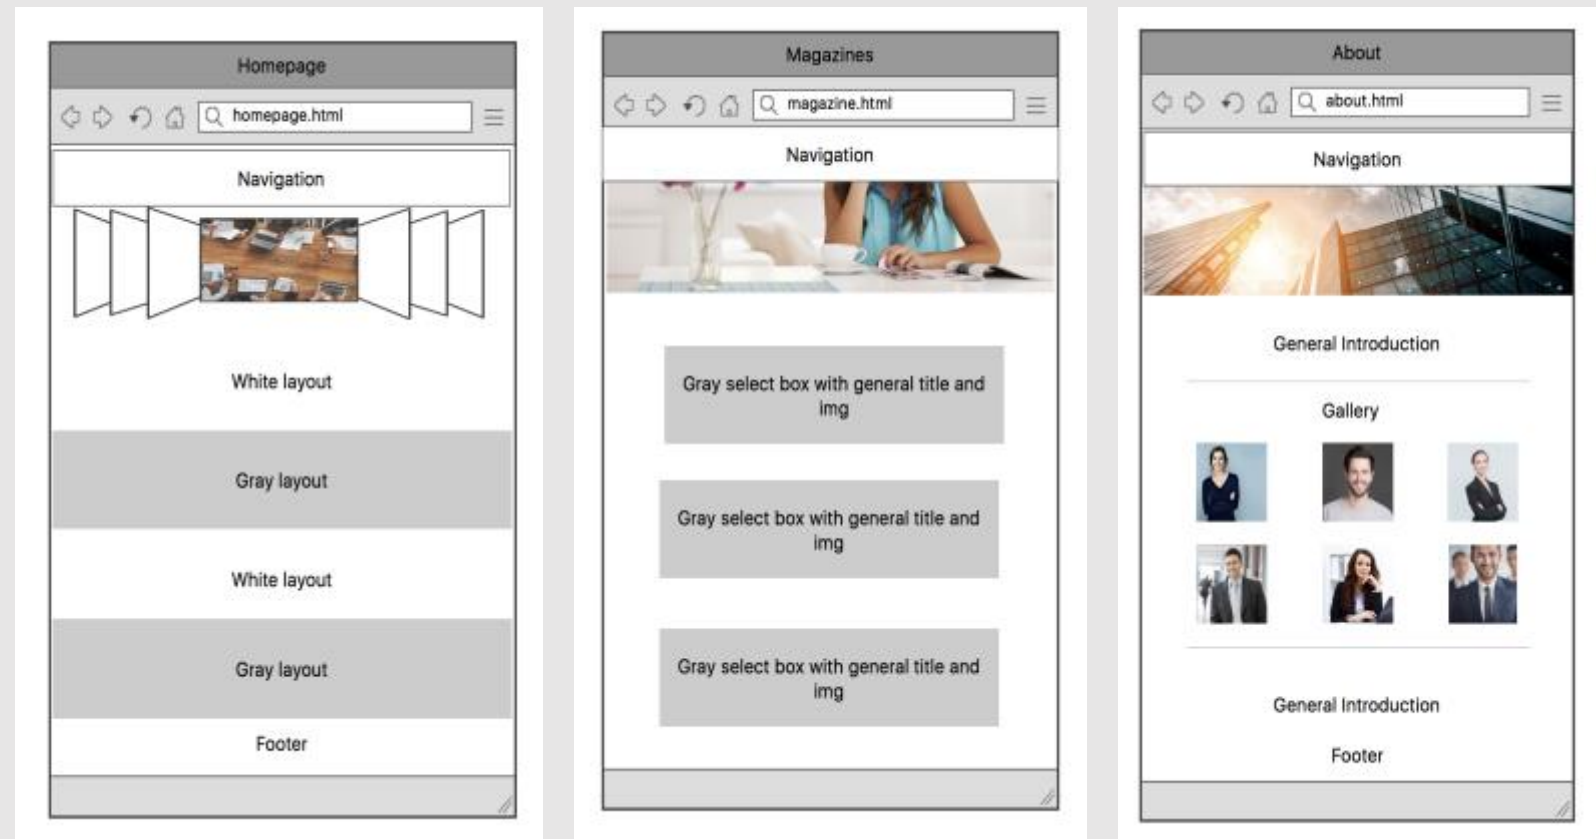 Homepage
homepage.html
Navigation
White layout
Gray layout
White layout
Gray layout
Footer
Magazines
magazine.html
Navigation
Gray select box with general title and
img
Gray select box with general title and
img
Gray select box with general title and
img
About
about.html
Navigation
General Introduction
Gallery
General Introduction
Footer